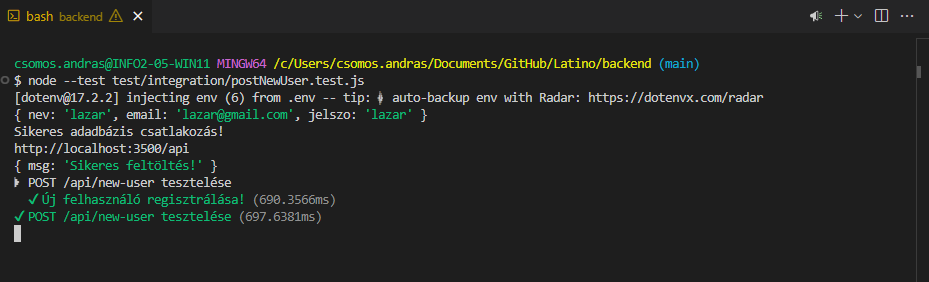 bash backend
csomos.andras@INFO2-05-WIN11 MINGW64 /c/Users/csomos.andras/Documents/GitHub/Latino/backend (main)
$ node --test test/integration/postNewUser.test.js
[dotenv@17.2.2] injecting env (6) from .env -- tip: auto-backup env with Radar: https://dotenvx.com/radar
{ nev: 'lazar', email: 'lazar@gmail.com', jelszo: 'lazar' }
Sikeres adadbázis csatlakozás!
http://localhost:3500/api
{ msg: 'Sikeres feltöltés!' }
▶ POST /api/new-user tesztelése
✔ Új felhasználó regisztrálása! (690.3566ms)
✔ POST /api/new-user tesztelése (697.6381ms)